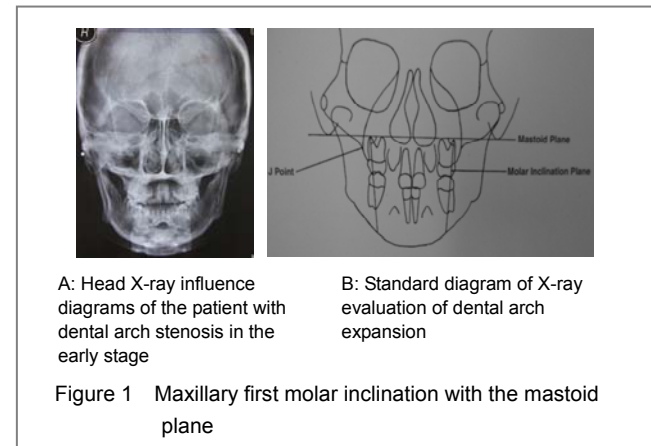 H
Mastoid Plane
J Point
Molar Inclination Plane
A: Head X-ray influence
diagrams of the patient with
dental arch stenosis in the
early stage
B: Standard diagram of X-ray
evaluation of dental arch
expansion
Figure 1 Maxillary first molar inclination with the mastoid
plane